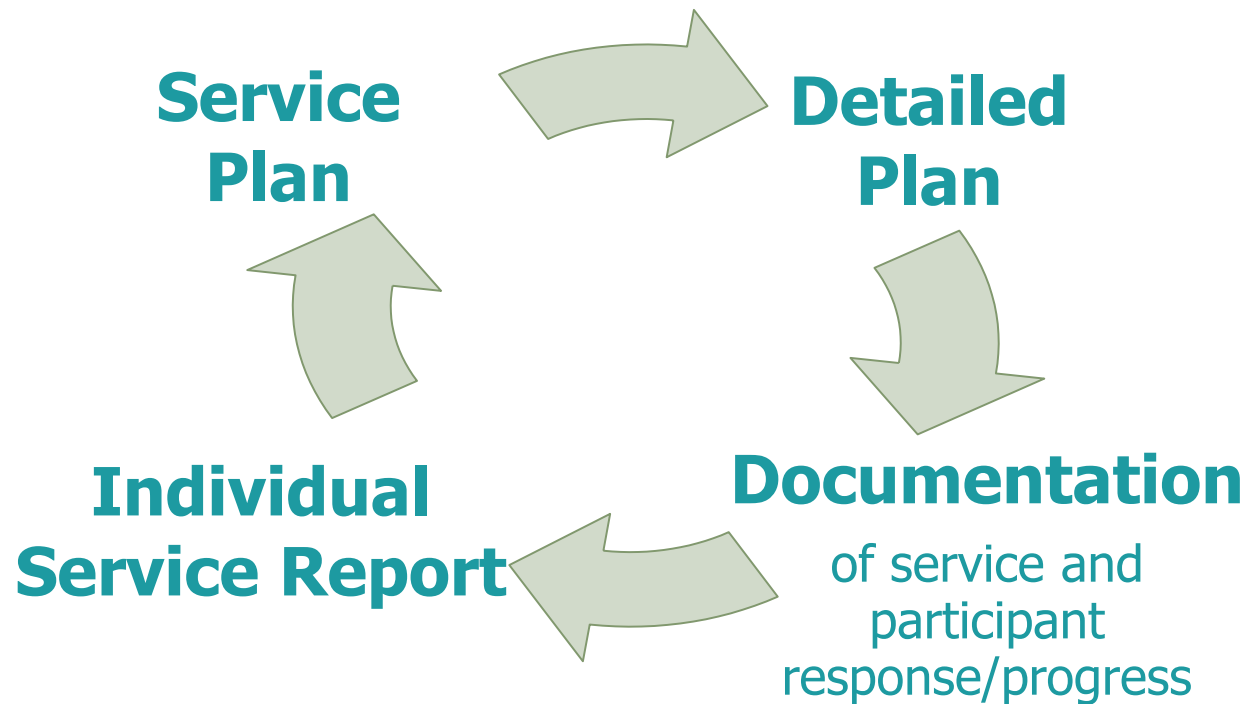 Service
Plan
Detailed
Plan
Documentation
of service and
participant
response/progress
Individual
Service Report